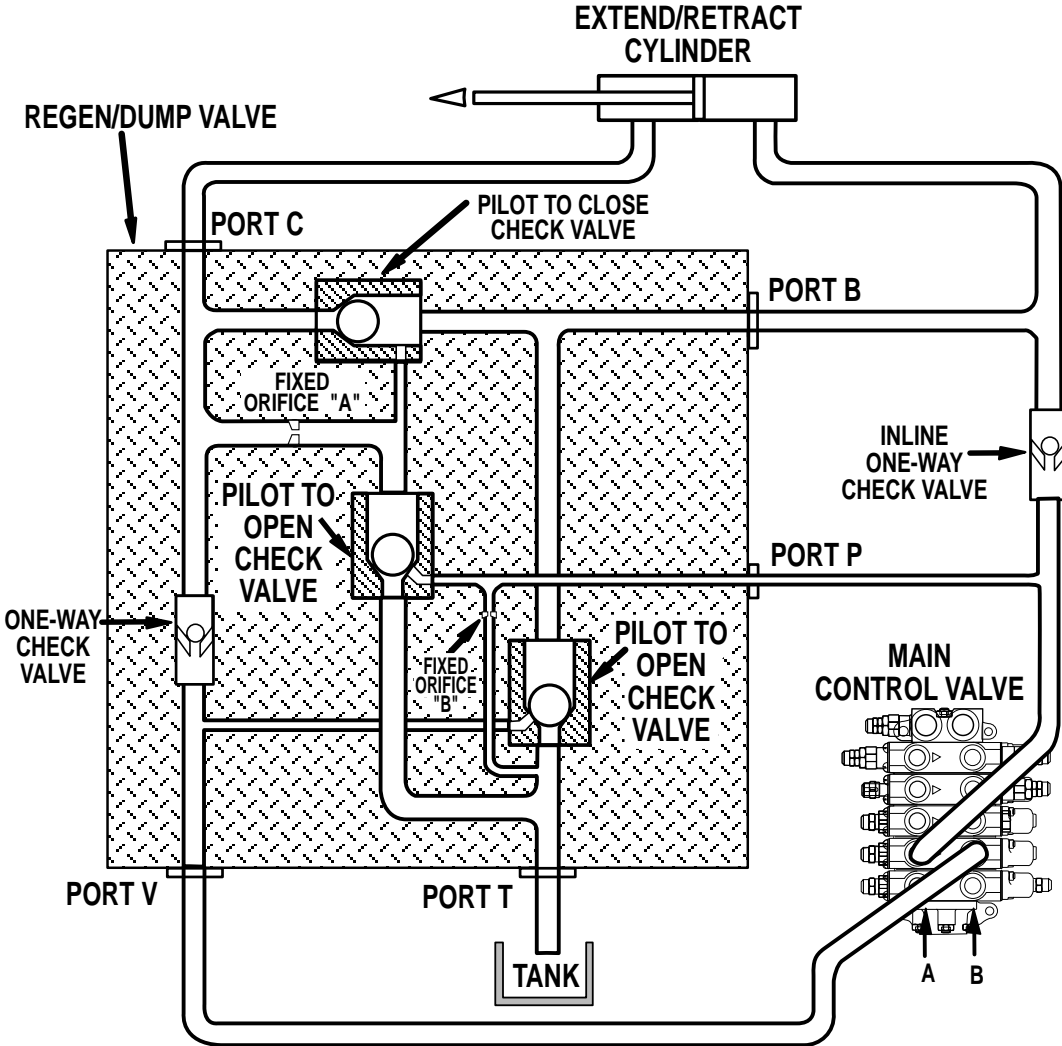 EXTEND/RETRACT
CYLINDER
REGEN/DUMP VALVE
PORT C
PILOT TO CLOSE
CHECK VALVE
PORT B
FIXED
ORIFICE "A"
INLINE
ONE-WAY
CHECK VALVE
PILOT TO
OPEN
CHECK
VALVE
PORT P
ONE-WAY
CHECK
VALVE
FIXED
ORIFICE
"B"
PILOT TO
OPEN
CHECK
VALVE
MAIN
CONTROL VALVE
PORT V
PORT T
TANK
A
B